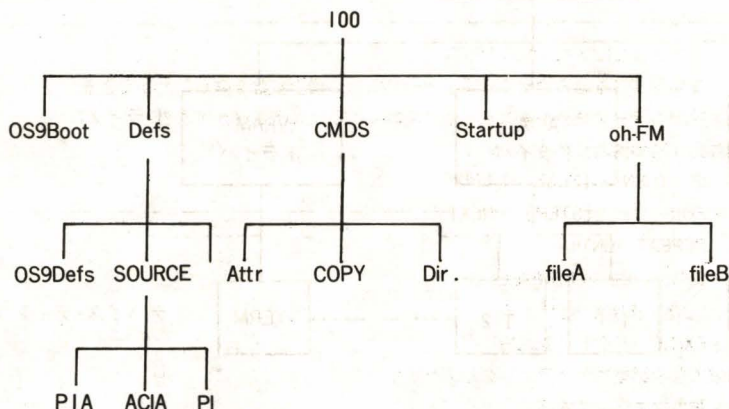 100
OS9Boot Defs CMDS Startup oh-FM
OS9Defs SOURCE Attr COPY Dir. fileA fileB
PIA ACIA PI